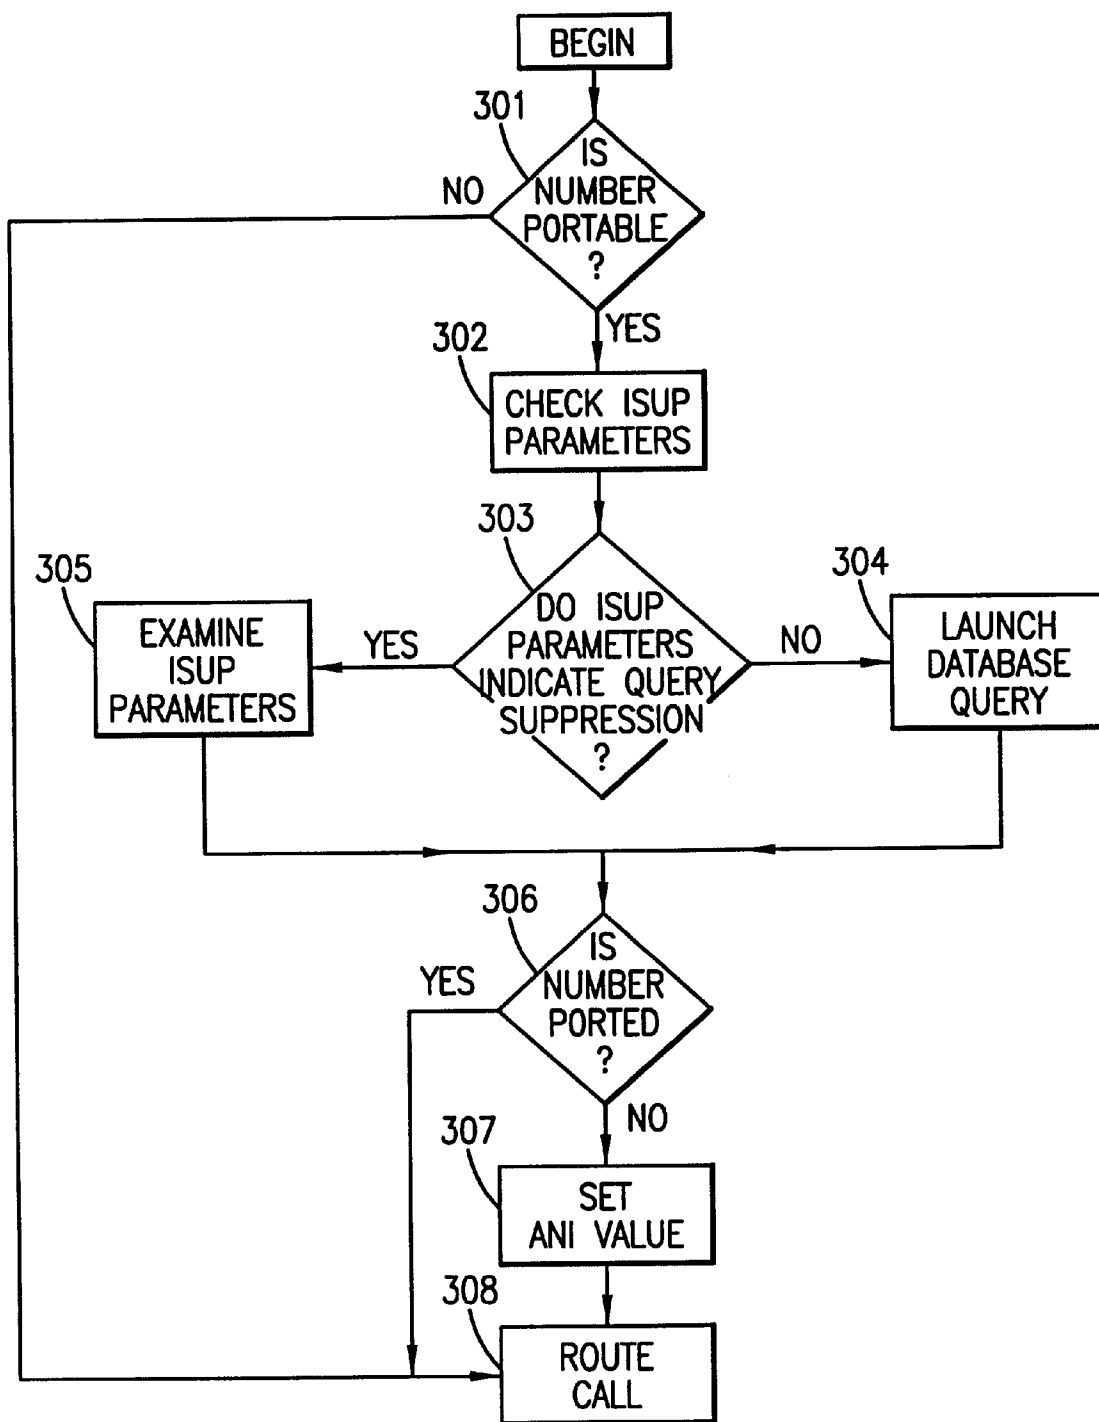 BEGIN
301
IS
NUMBER
PORTABLE
?
NO
YES
302
CHECK ISUP
PARAMETERS
303
DO ISUP
PARAMETERS
INDICATE QUERY
SUPPRESSION
?
YES
NO
305
EXAMINE
ISUP
PARAMETERS
304
LAUNCH
DATABASE
QUERY
306
IS
NUMBER
PORTED
?
YES
NO
307
SET
ANI VALUE
308
ROUTE
CALL